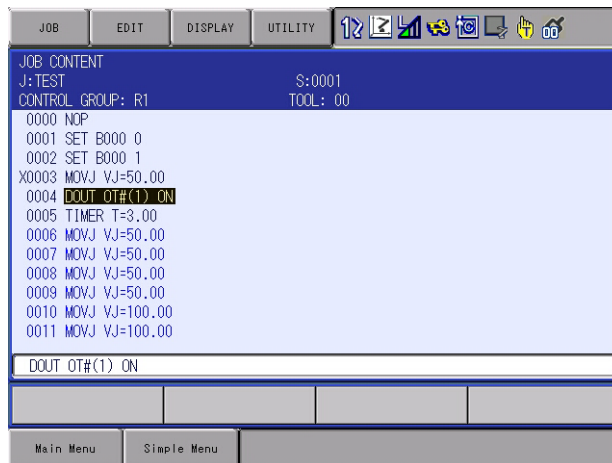 JOB EDIT DISPLAY UTILITY
JOB CONTENT
J:TEST S:0001
CONTROL GROUP: R1 TOOL: 00
0000 NOP
0001 SET B000 0
0002 SET B000 1
X0003 MOVJ VJ=50.00
0004 DOUT OT#(1) ON
0005 TIMER T=3.00
0006 MOVJ VJ=50.00
0007 MOVJ VJ=50.00
0008 MOVJ VJ=50.00
0009 MOVJ VJ=50.00
0010 MOVJ VJ=100.00
0011 MOVJ VJ=100.00
DOUT OT#(1) ON
Main Menu Simple Menu